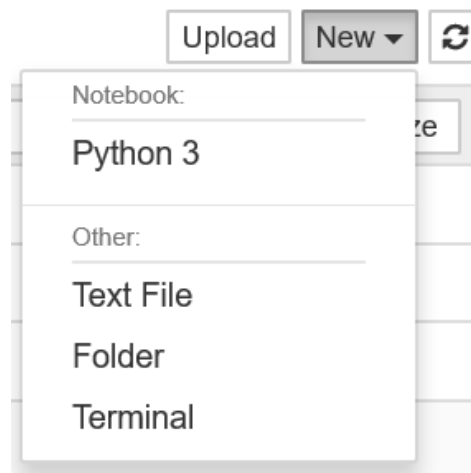 Upload New
Notebook:
Python 3
Other:
Text File
Folder
Terminal